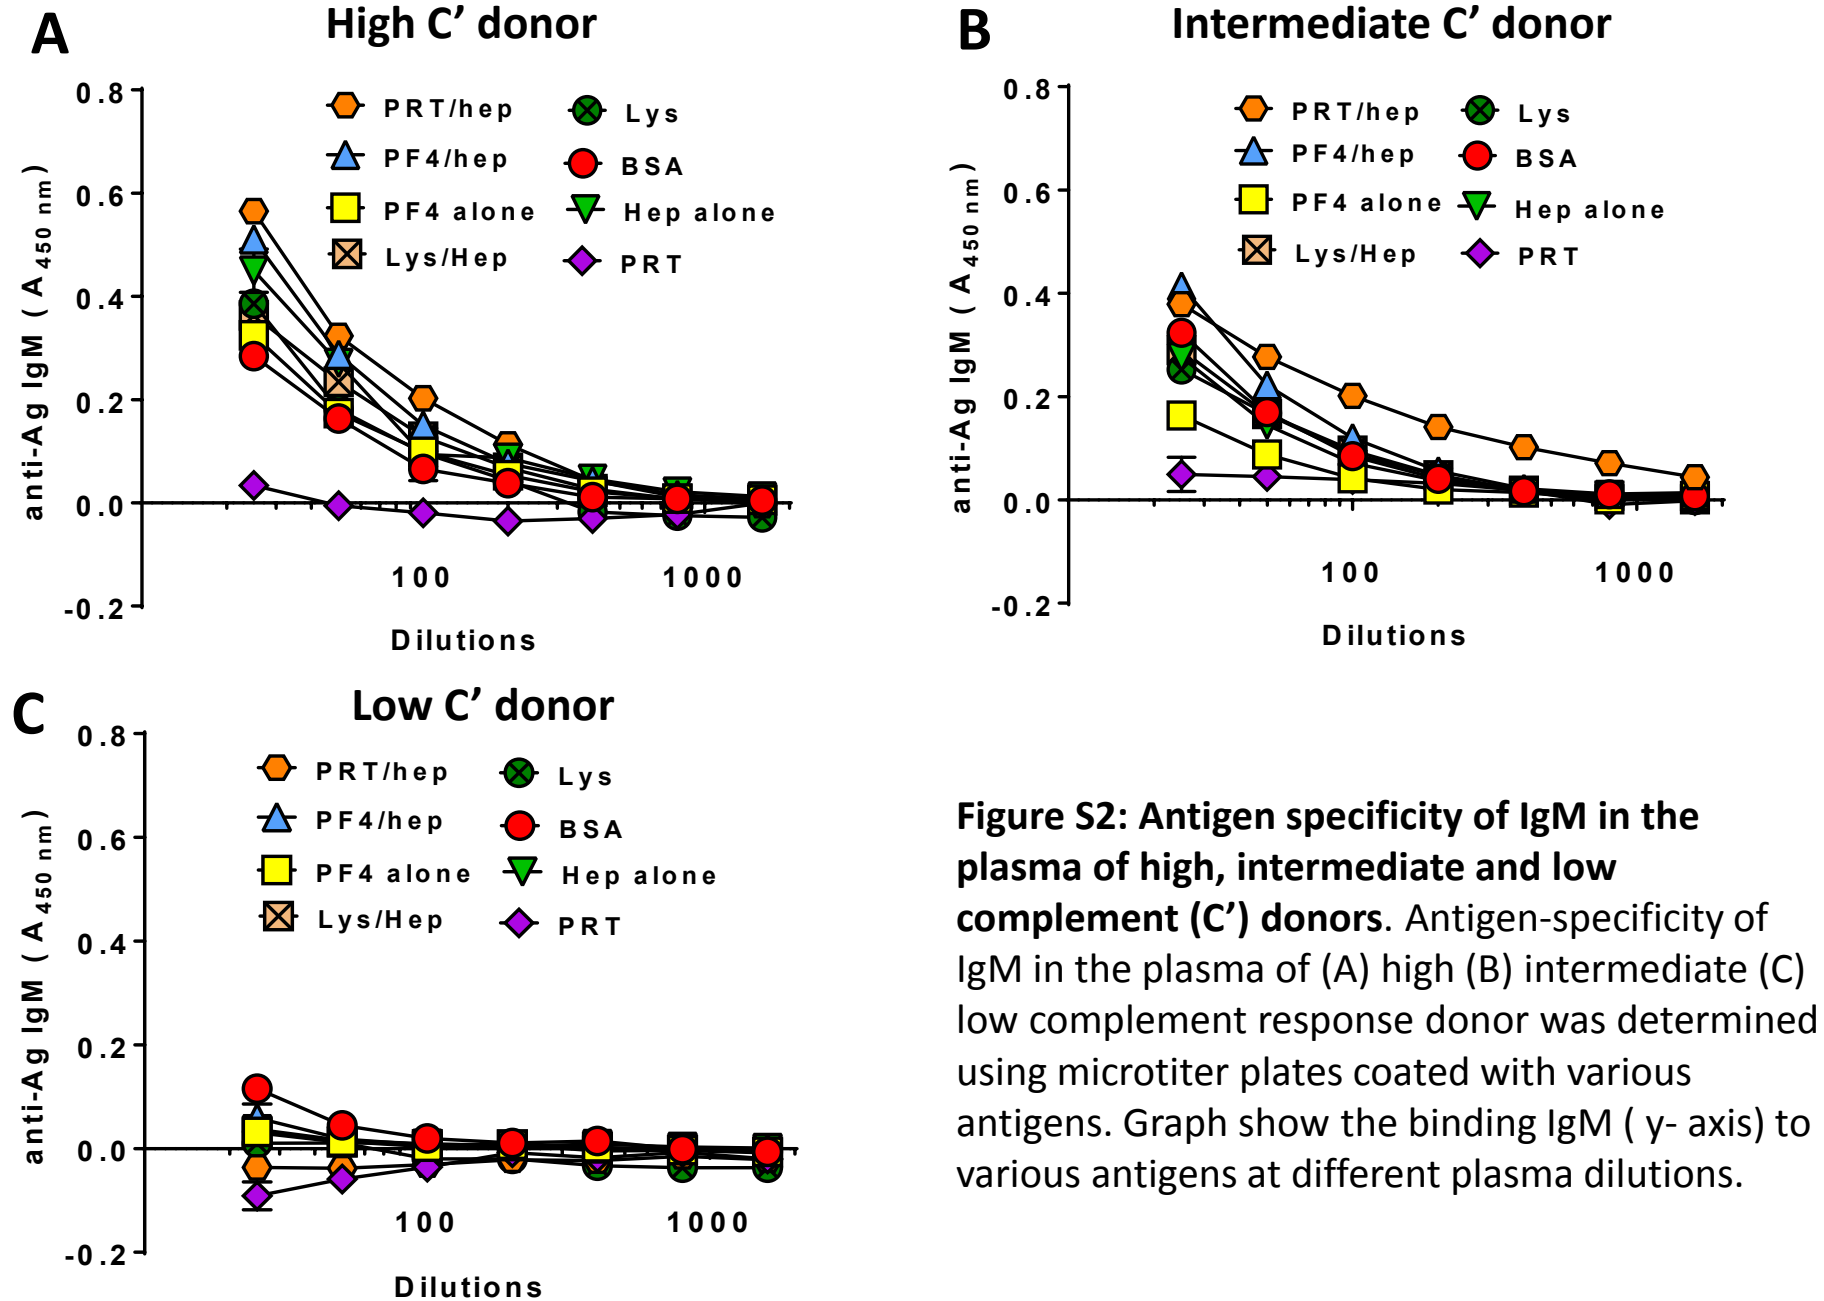 A
High C’ donor
anti-Ag IgM ( A450 nm)
0.8
0.6
0.4
0.2
0.0
-0.2
PRT/hep
PF4/hep
PF4 alone
Lys/Hep
Lys
BSA
Hep alone
PRT
100
1000
Dilutions
B
Intermediate C’ donor
anti-Ag IgM ( A450 nm)
0.8
0.6
0.4
0.2
0.0
-0.2
PRT/hep
PF4/hep
PF4 alone
Lys/Hep
Lys
BSA
Hep alone
PRT
100
1000
Dilutions
C
Low C’ donor
anti-Ag IgM ( A450 nm)
0.8
0.6
0.4
0.2
0.0
-0.2
PRT/hep
PF4/hep
PF4 alone
Lys/Hep
Lys
BSA
Hep alone
PRT
100
1000
Dilutions
Figure S2: Antigen specificity of IgM in the
plasma of high, intermediate and low
complement (C’) donors. Antigen-specificity of
IgM in the plasma of (A) high (B) intermediate (C)
low complement response donor was determined
using microtiter plates coated with various
antigens. Graph show the binding IgM ( y- axis) to
various antigens at different plasma dilutions.